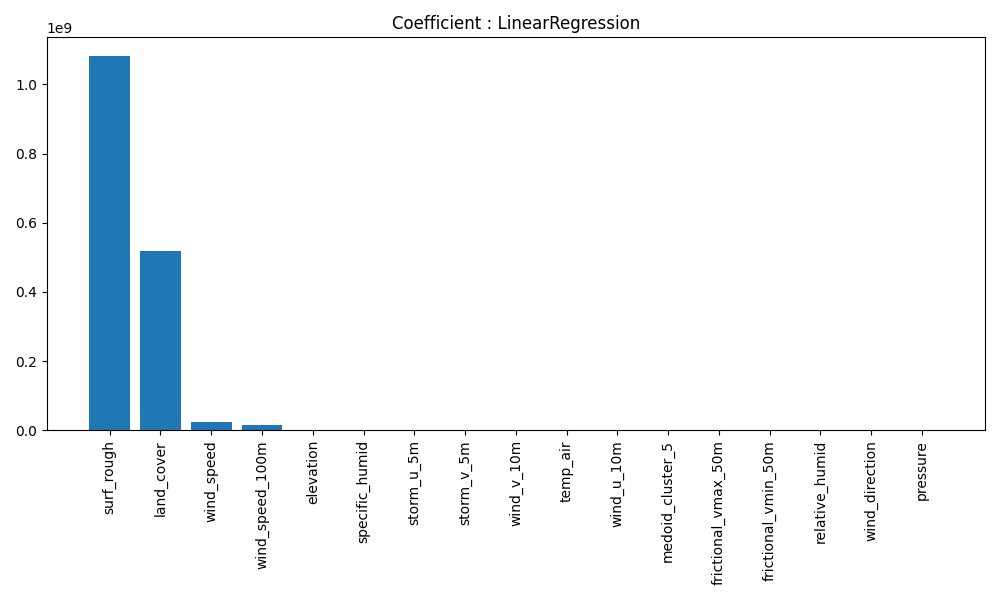 Coefficient : LinearRegression
1e9
1.0
0.8
0.6
0.4
0.2
0.0
surf_rough
land_cover
wind_speed
wind_speed_100m
elevation
specific_humid
storm_u_5m
storm_v_5m
wind_v_10m
temp_air
wind_u_10m
medoid_cluster_5
frictional_vmax_50m
frictional_vmin_50m
relative_humid
wind_direction
pressure